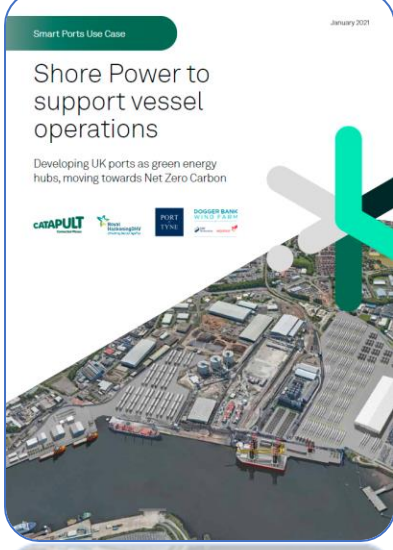 Smart Ports Use Case
January 2021
Shore Power to
support vessel
operations
Developing UK ports as green energy
hubs, moving towards Net Zero Carbon
CATAPULT
Royal
HaskoningDHV
PORT
OF
TYNE
DOGGER BANK
WIND FARM